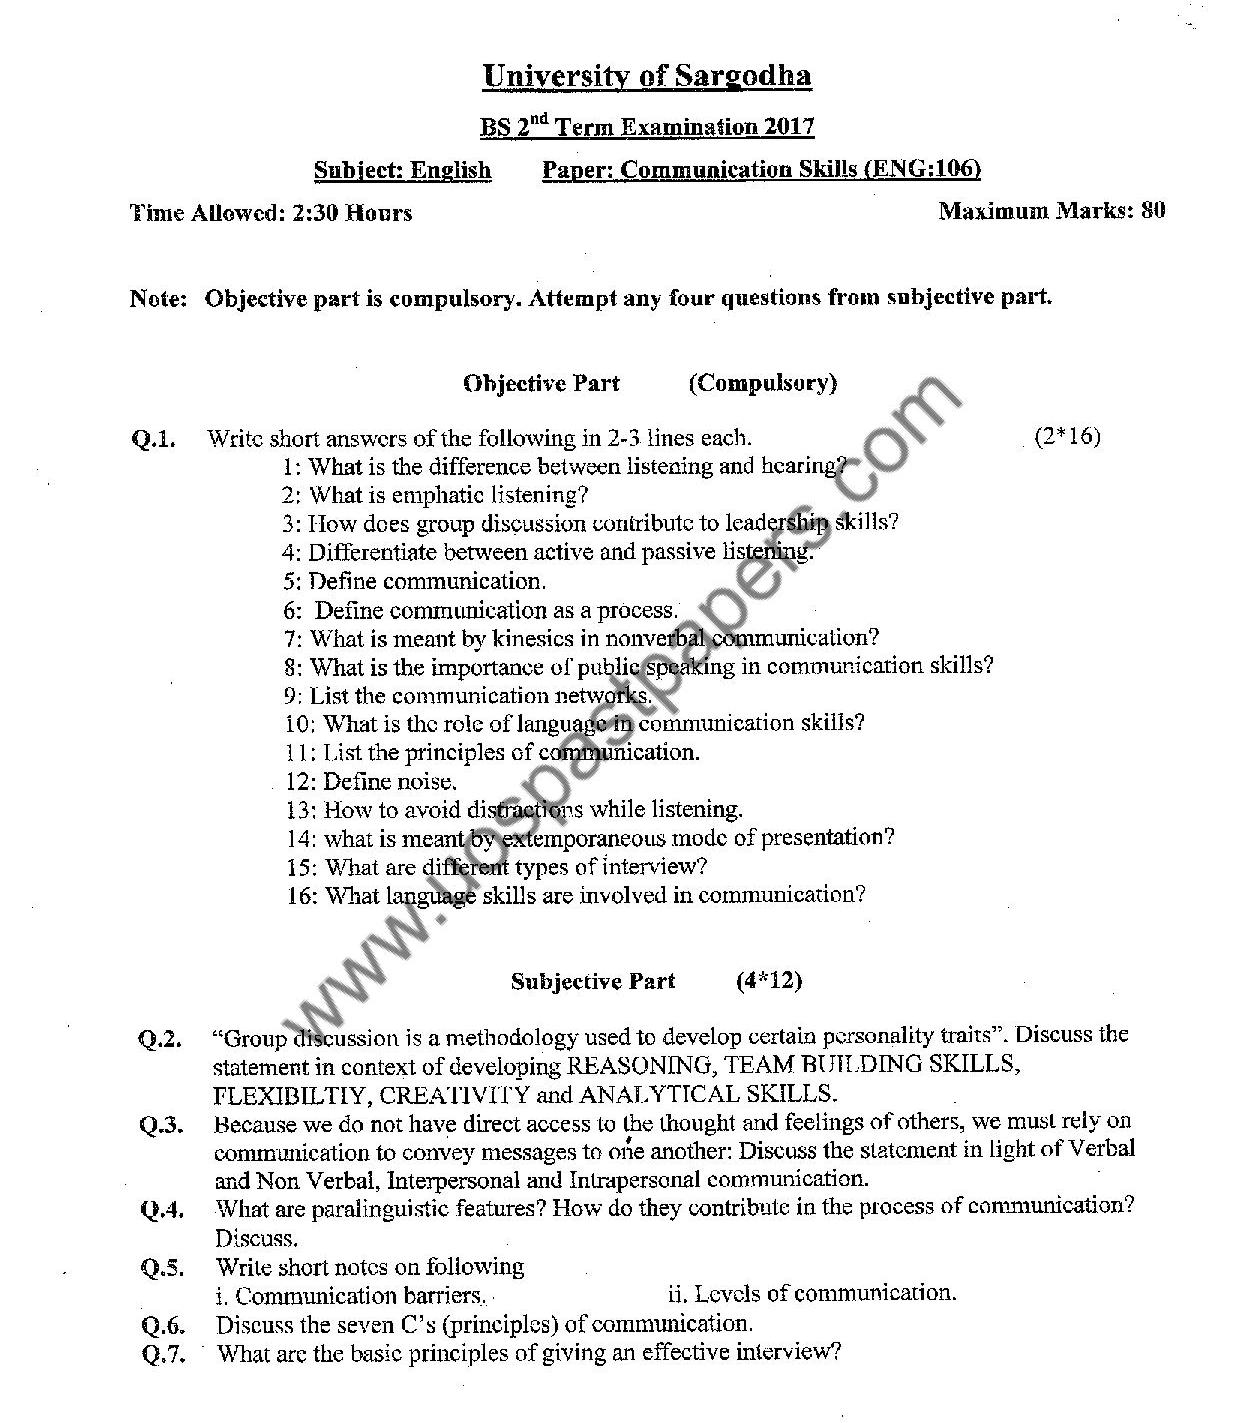 University of Sargodha
BS 2nd Term Examination 2017
Subject: English Paper: Communication Skills (ENG:106)
Time Allowed: 2:30 Hours Maximum Marks: 80
Note: Objective part is compulsory. Attempt any four questions from subjective part.
Objective Part (Compulsory)
Q.1. Write short answers of the following in 2-3 lines each. (2*16)
1: What is the difference between listening and hearing?
2: What is emphatic listening?
3: How does group discussion contribute to leadership skills?
4: Differentiate between active and passive listening.
5: Define communication.
6: Define communication as a process.
7: What is meant by kinesics in nonverbal communication?
8: What is the importance of public speaking in communication skills?
9: List the communication networks.
10: What is the role of language in communication skills?
11: List the principles of communication.
12: Define noise.
13: How to avoid distractions while listening.
14: what is meant by extemporaneous mode of presentation?
15: What are different types of interview?
16: What language skills are involved in communication?
www.uospastpapers.com
Subjective Part (4*12)
Q.2. “Group discussion is a methodology used to develop certain personality traits”. Discuss the
statement in context of developing REASONING, TEAM BUILDING SKILLS,
FLEXIBILTIY, CREATIVITY and ANALYTICAL SKILLS.
Q.3. Because we do not have direct access to the thought and feelings of others, we must rely on
communication to convey messages to one another: Discuss the statement in light of Verbal
and Non Verbal, Interpersonal and Intrapersonal communication.
Q.4. What are paralinguistic features? How do they contribute in the process of communication?
Discuss.
Q.5. Write short notes on following
i. Communication barriers. ii. Levels of communication.
Q.6. Discuss the seven C's (principles) of communication.
Q.7. What are the basic principles of giving an effective interview?